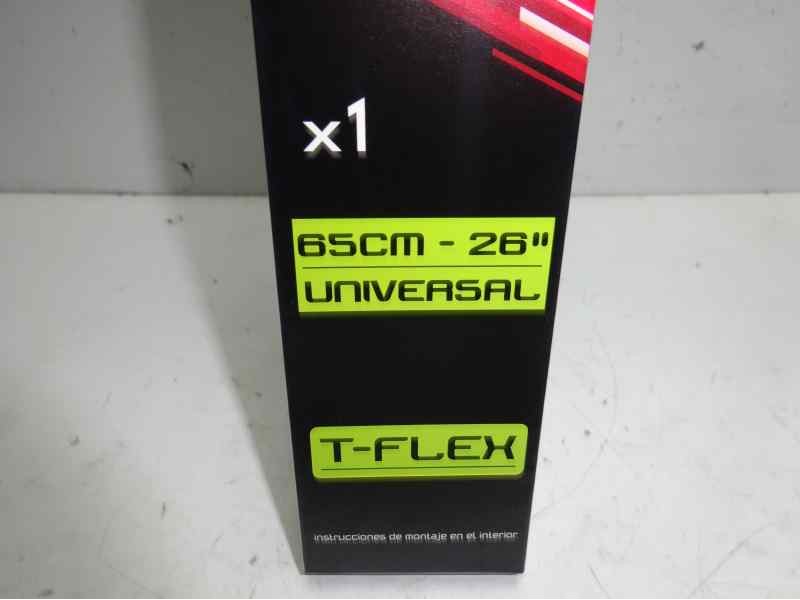 x1
65CM - 26"
UNIVERSAL
T-FLEX
instrucciones de montaje en el interior